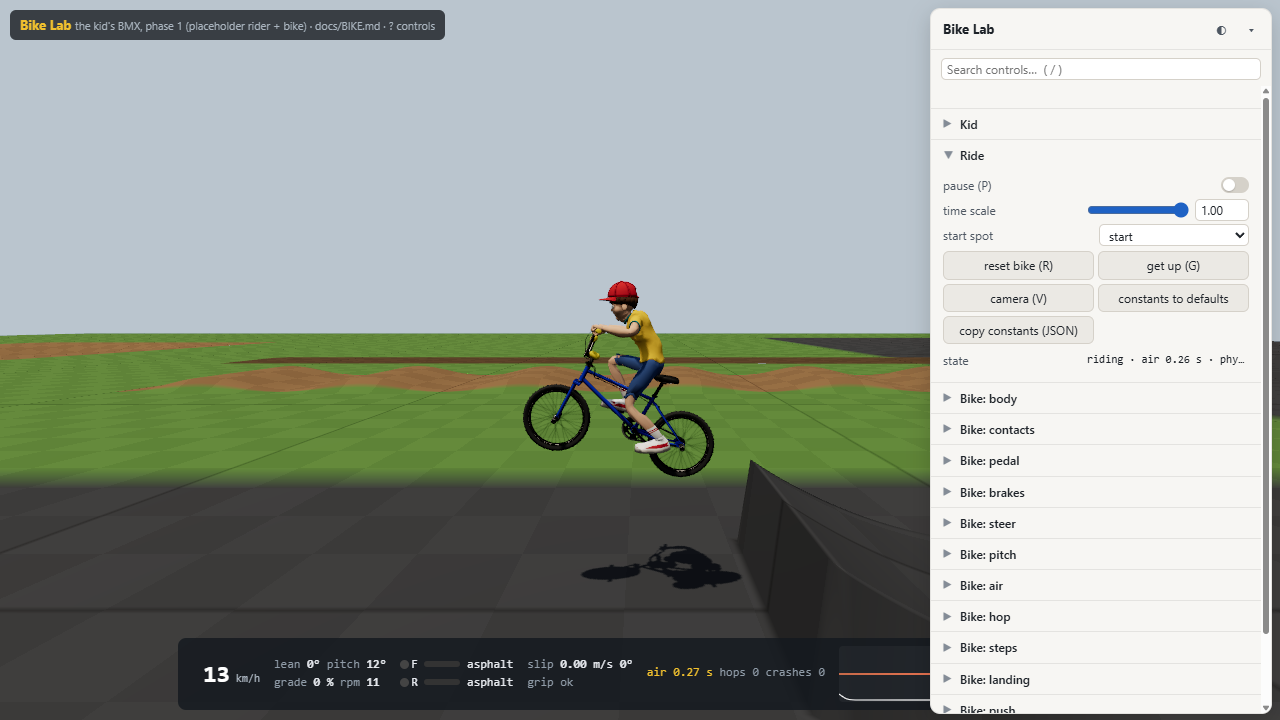 Bike Lab the kid's BMX, phase 1 (placeholder rider + bike) · docs/BIKE.md · ? controls
Bike Lab
Search controls... ( / )
Kid
Ride
pause (P)
time scale 1.00
start spot start
reset bike (R) get up (G)
camera (V) constants to defaults
copy constants (JSON)
state riding · air 0.26 s · phy…
Bike: body
Bike: contacts
Bike: pedal
Bike: brakes
Bike: steer
Bike: pitch
Bike: air
Bike: hop
Bike: steps
Bike: landing
Bike: push
13 km/h
lean 0° pitch 12° F asphalt slip 0.00 m/s 0°
grade 0 % rpm 11 R asphalt grip ok
air 0.27 s hops 0 crashes 0